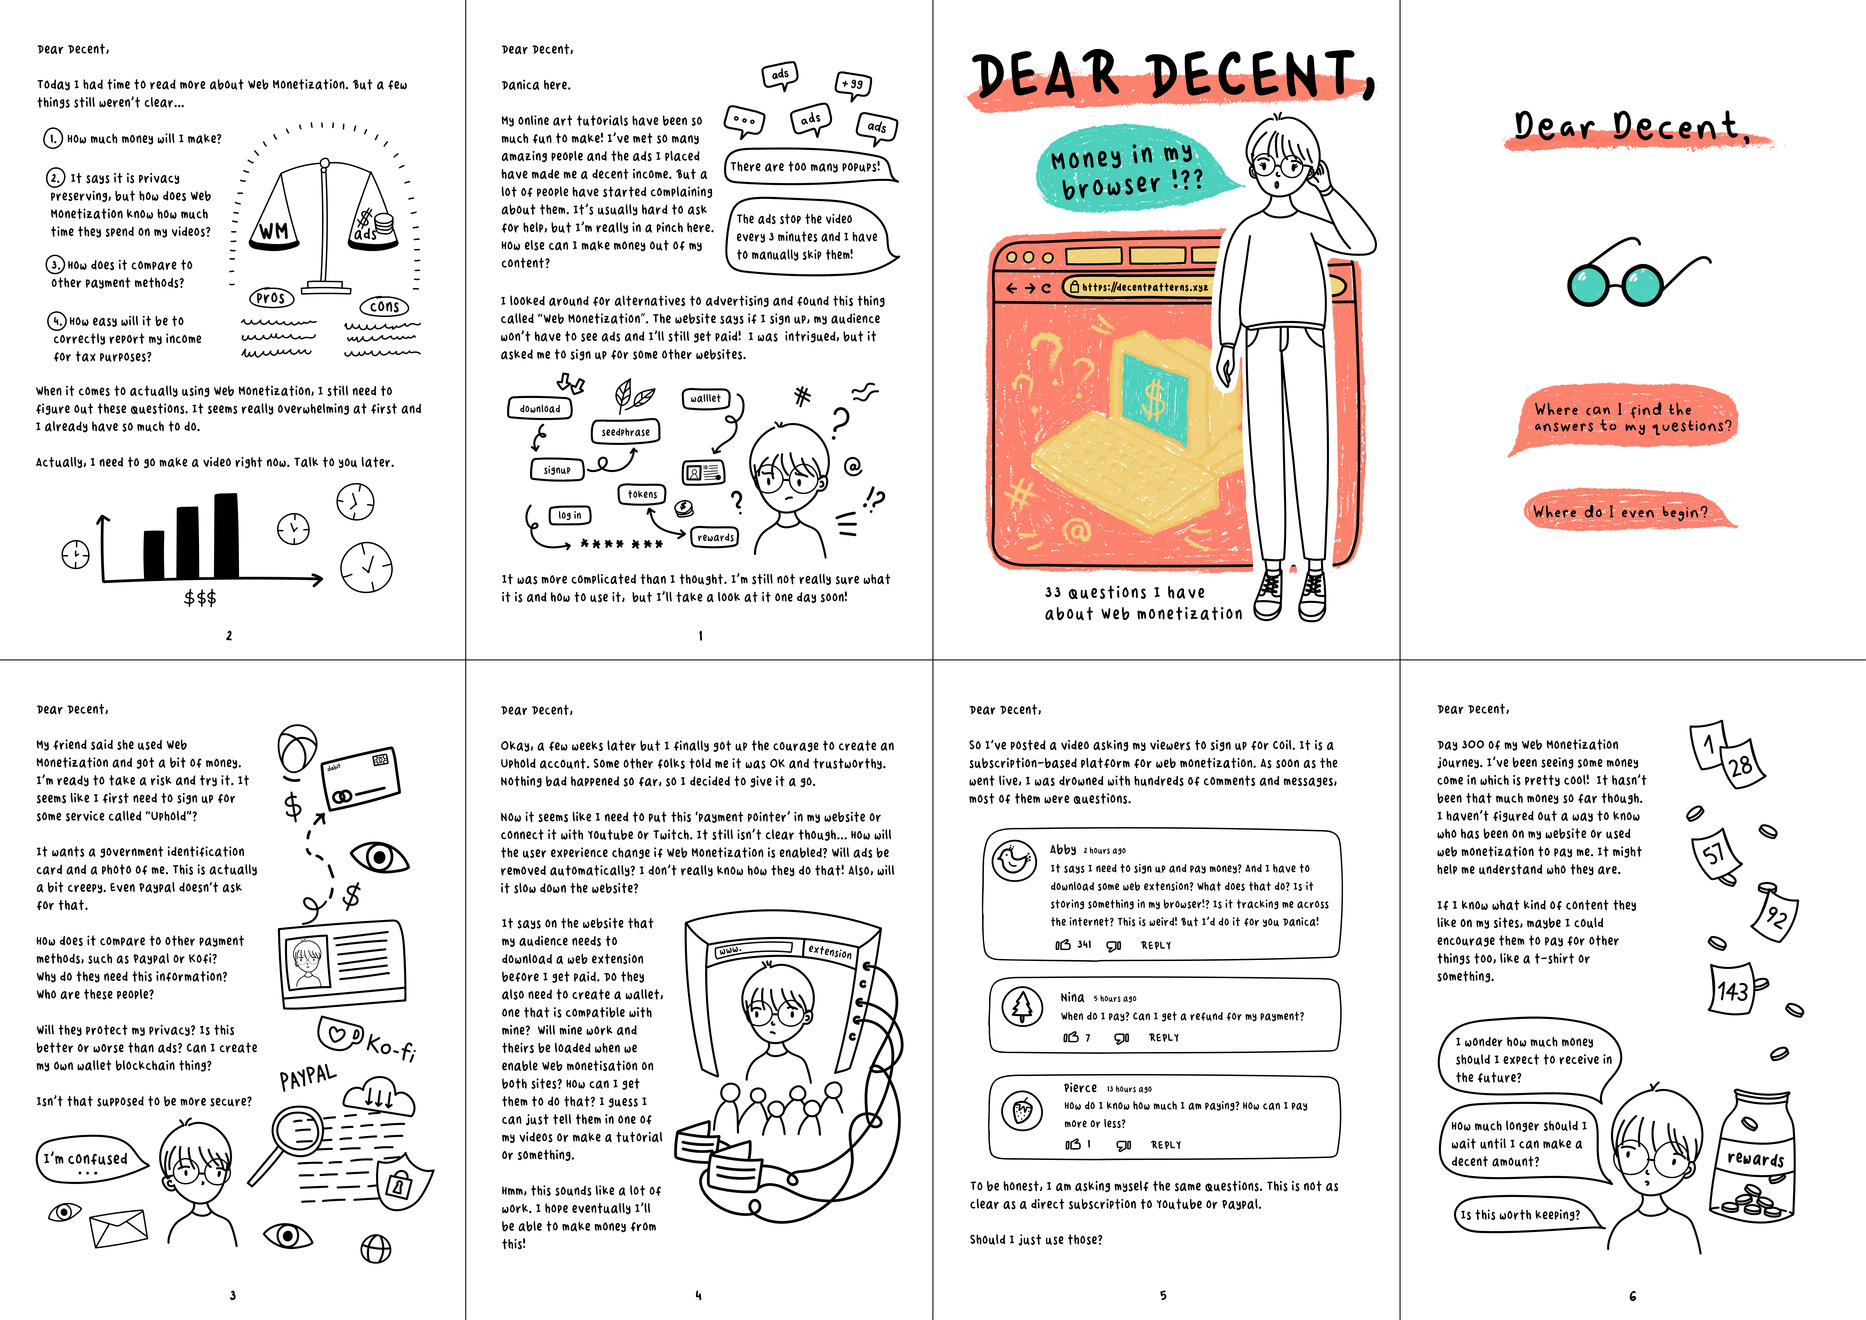 Dear Decent,
Today I had time to read more about Web Monetization. But a few
things still weren't clear...
1. How much money will I make?
2. It says it is privacy
preserving, but how does Web
Monetization know how much
time they spend on my videos?
3. How does it compare to
other payment methods?
4. How easy will it be to
correctly report my income
for tax purposes?
WM
$
ads
pros
cons
When it comes to actually using Web Monetization, I still need to
figure out these questions. It seems really overwhelming at first and
I already have so much to do.
Actually, I need to go make a video right now. Talk to you later.
$$$
2
Dear Decent,
Danica here.
My online art tutorials have been so
much fun to make! I've met so many
amazing people and the ads I placed
have made me a decent income. But a
lot of people have started complaining
about them. It's usually hard to ask
for help, but I'm really in a pinch here.
How else can I make money out of my
content?
ads
+99
...
ads
ads
There are too many popups!
The ads stop the video
every 3 minutes and I have
to manually skip them!
I looked around for alternatives to advertising and found this thing
called "Web Monetization". The website says if I sign up, my audience
won't have to see ads and I'll still get paid! I was intrigued, but it
asked me to sign up for some other websites.
download
seedphrase
walllet
signup
tokens
log in
rewards
**** ***
#
?
@
!?
?
$
It was more complicated than I thought. I'm still not really sure what
it is and how to use it, but I'll take a look at it one day soon!
1
DEAR DECENT,
Money in my
browser !??
https://decentpatterns.xyz
? ? ? ?
$
#
@
33 questions I have
about web monetization
Dear Decent,
Where can I find the
answers to my questions?
Where do I even begin?
Dear Decent,
My friend said she used Web
Monetization and got a bit of money.
I'm ready to take a risk and try it. It
seems like I first need to sign up for
some service called "Uphold"?
It wants a government identification
card and a photo of me. This is actually
a bit creepy. Even Paypal doesn't ask
for that.
How does it compare to other payment
methods, such as Paypal or Kofi?
Why do they need this information?
Who are these people?
Will they protect my privacy? Is this
better or worse than ads? Can I create
my own wallet blockchain thing?
Isn't that supposed to be more secure?
debit
$
$
Ko-fi
PAYPAL
I'm confused
...
3
Dear Decent,
Okay, a few weeks later but I finally got up the courage to create an
Uphold account. Some other folks told me it was OK and trustworthy.
Nothing bad happened so far, so I decided to give it a go.
Now it seems like I need to put this 'payment pointer' in my website or
connect it with Youtube or Twitch. It still isn't clear though... How will
the user experience change if Web Monetization is enabled? Will ads be
removed automatically? I don't really know how they do that! Also, will
it slow down the website?
It says on the website that
my audience needs to
download a web extension
before I get paid. Do they
also need to create a wallet,
one that is compatible with
mine? Will mine work and
theirs be loaded when we
enable Web monetisation on
both sites? How can I get
them to do that? I guess I
can just tell them in one of
my videos or make a tutorial
or something.
Hmm, this sounds like a lot of
work. I hope eventually I'll
be able to make money from
this!
www.
extension
4
Dear Decent,
So I've posted a video asking my viewers to sign up for Coil. It is a
subscription-based platform for web monetization. As soon as the
went live, I was drowned with hundreds of comments and messages,
most of them were questions.
Abby 2 hours ago
It says I need to sign up and pay money? And I have to
download some web extension? What does that do? Is it
storing something in my browser!? Is it tracking me across
the internet? This is weird! But I'd do it for you Danica!
341 REPLY
Nina 5 hours ago
When do I pay? Can I get a refund for my payment?
7 REPLY
Pierce 13 hours ago
How do I know how much I am paying? How can I pay
more or less?
1 REPLY
To be honest, I am asking myself the same questions. This is not as
clear as a direct subscription to Youtube or Paypal.
Should I just use those?
5
Dear Decent,
Day 300 of my Web Monetization
journey. I've been seeing some money
come in which is pretty cool! It hasn't
been that much money so far though.
I haven't figured out a way to know
who has been on my website or used
web monetization to pay me. It might
help me understand who they are.
If I know what kind of content they
like on my sites, maybe I could
encourage them to pay for other
things too, like a t-shirt or
something.
1
28
57
92
143
I wonder how much money
should I expect to receive in
the future?
How much longer should I
wait until I can make a
decent amount?
Is this worth keeping?
rewards
6